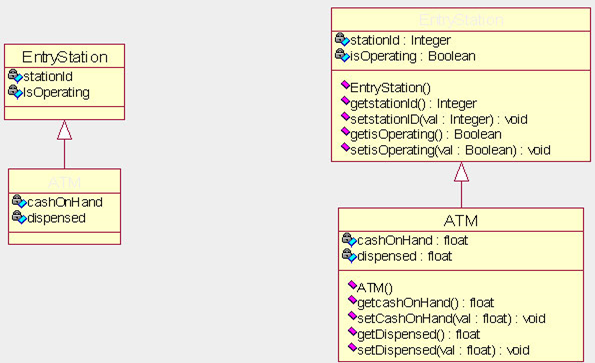 EntryStation
stationId
IsOperating
ATM
cashOnHand
dispensed
EntryStation
stationId : Integer
isOperating : Boolean
EntryStation()
getstationId() : Integer
setstationID(val : Integer) : void
getisOperating() : Boolean
setisOperating(val : Boolean) : void
ATM
cashOnHand : float
dispensed : float
ATM()
getcashOnHand() : float
setCashOnHand(val : float) : void
getDispensed() : float
setDispensed(val : float) : void